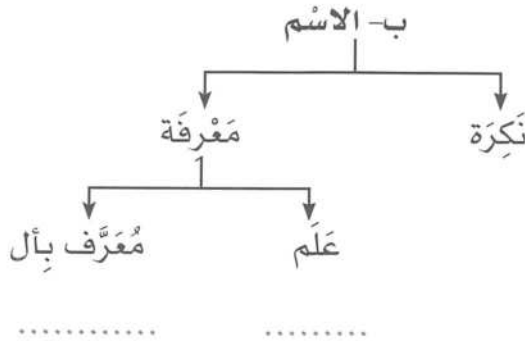 ب- الاسْم
نَكِرَة مَعْرِفَة
عَلَم مُعَرَّف بِأل
......... ............